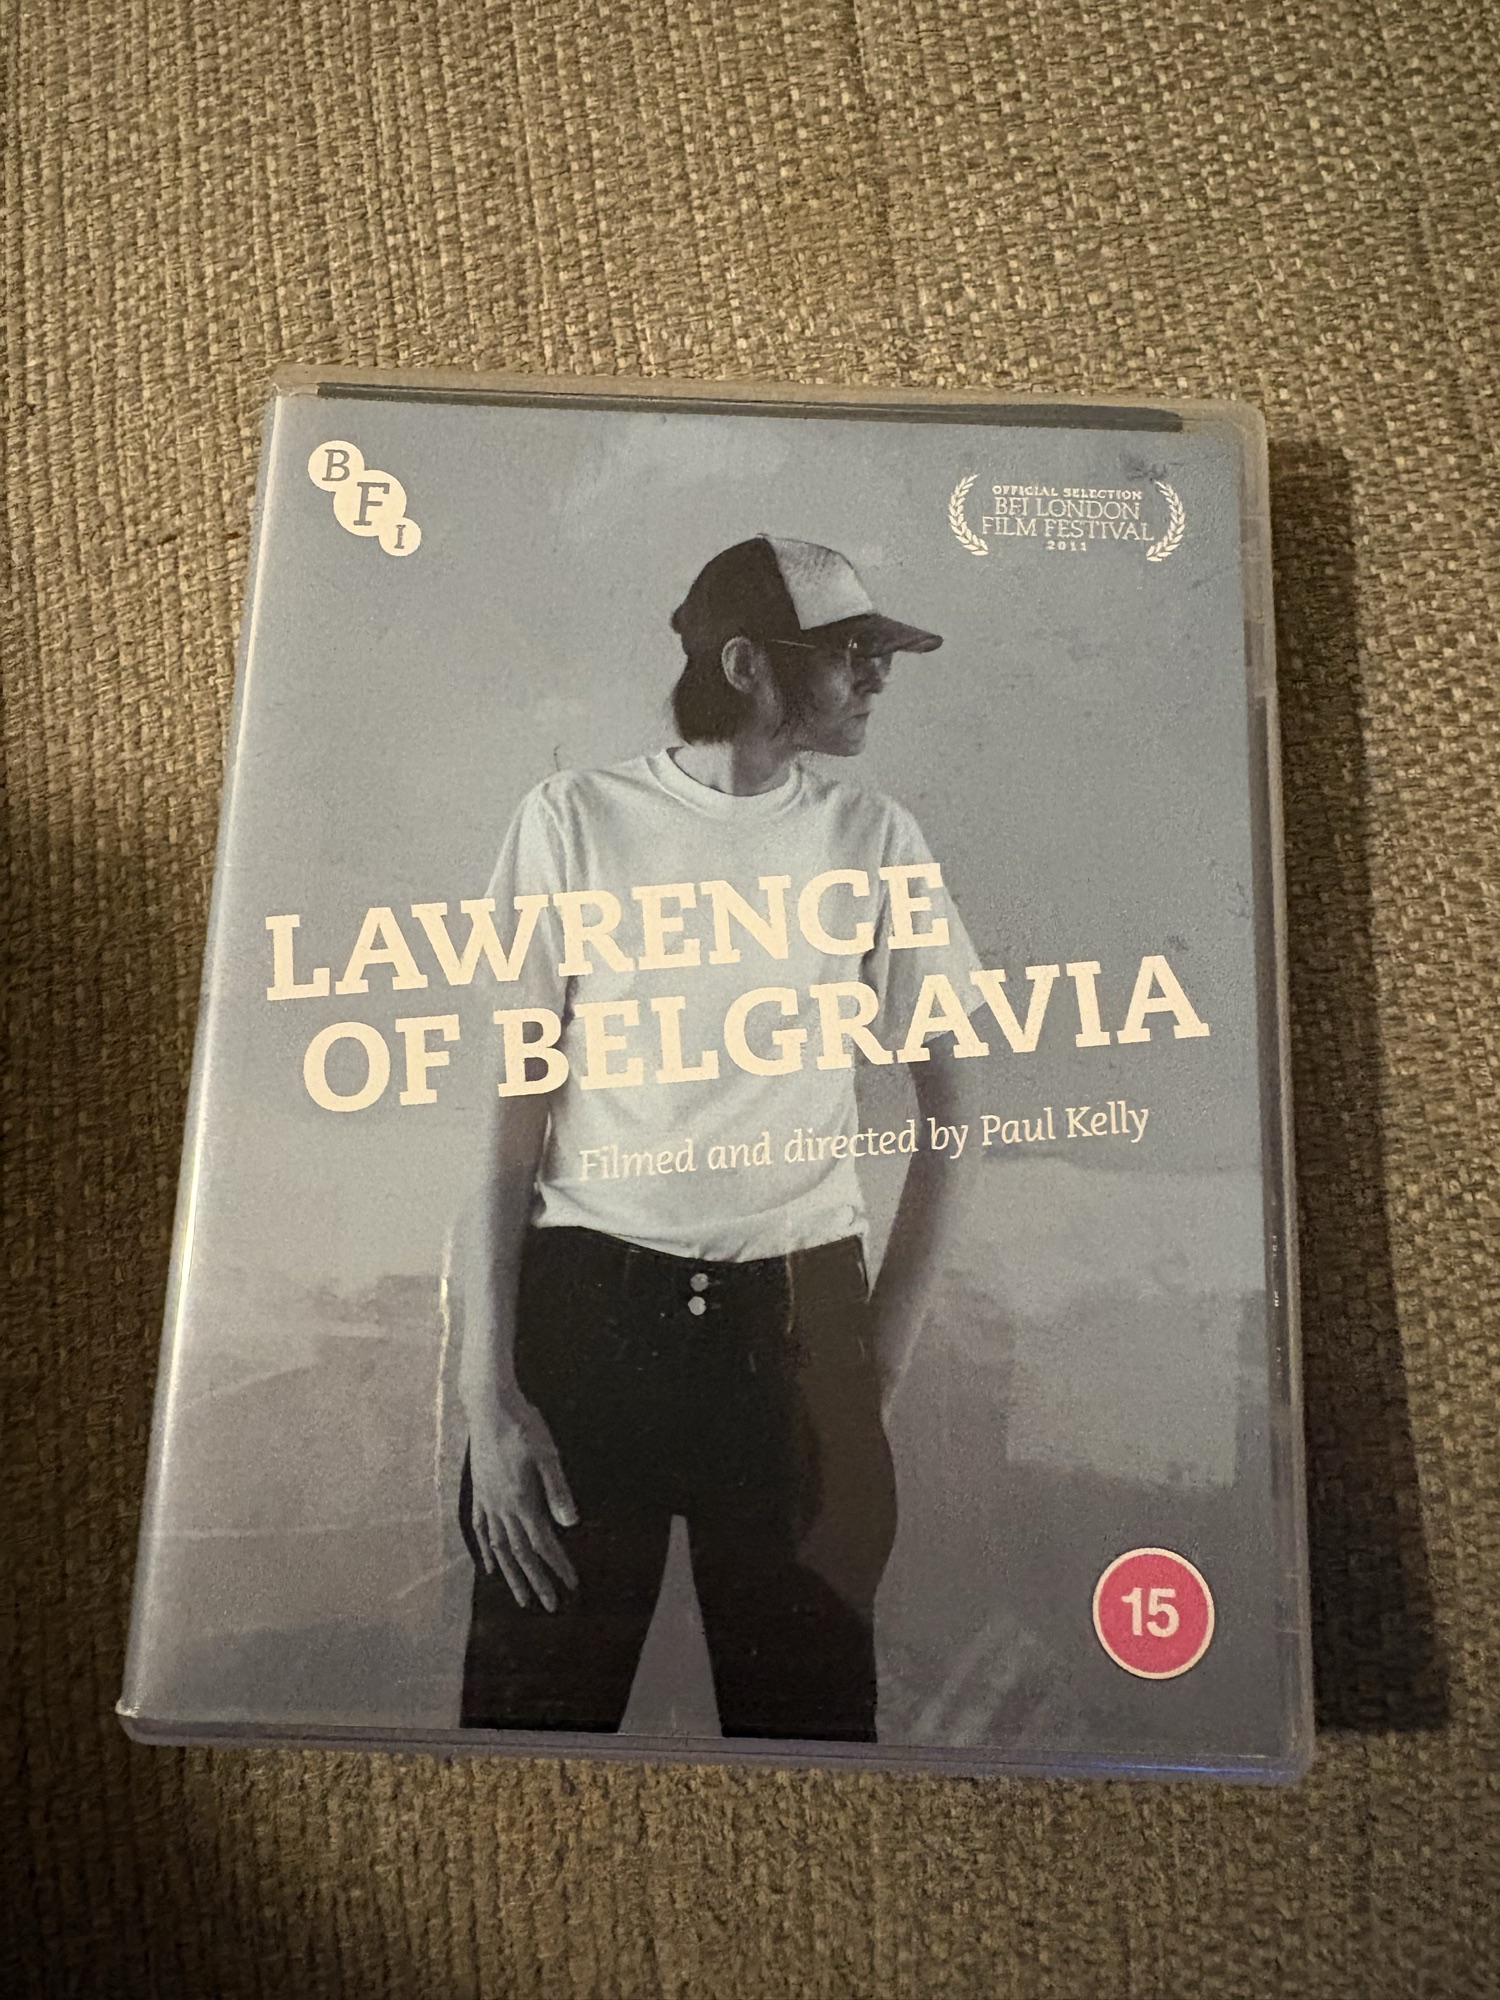 BFI
OFFICIAL SELECTION
BFI LONDON
FILM FESTIVAL
2011
LAWRENCE
OF BELGRAVIA
Filmed and directed by Paul Kelly
15